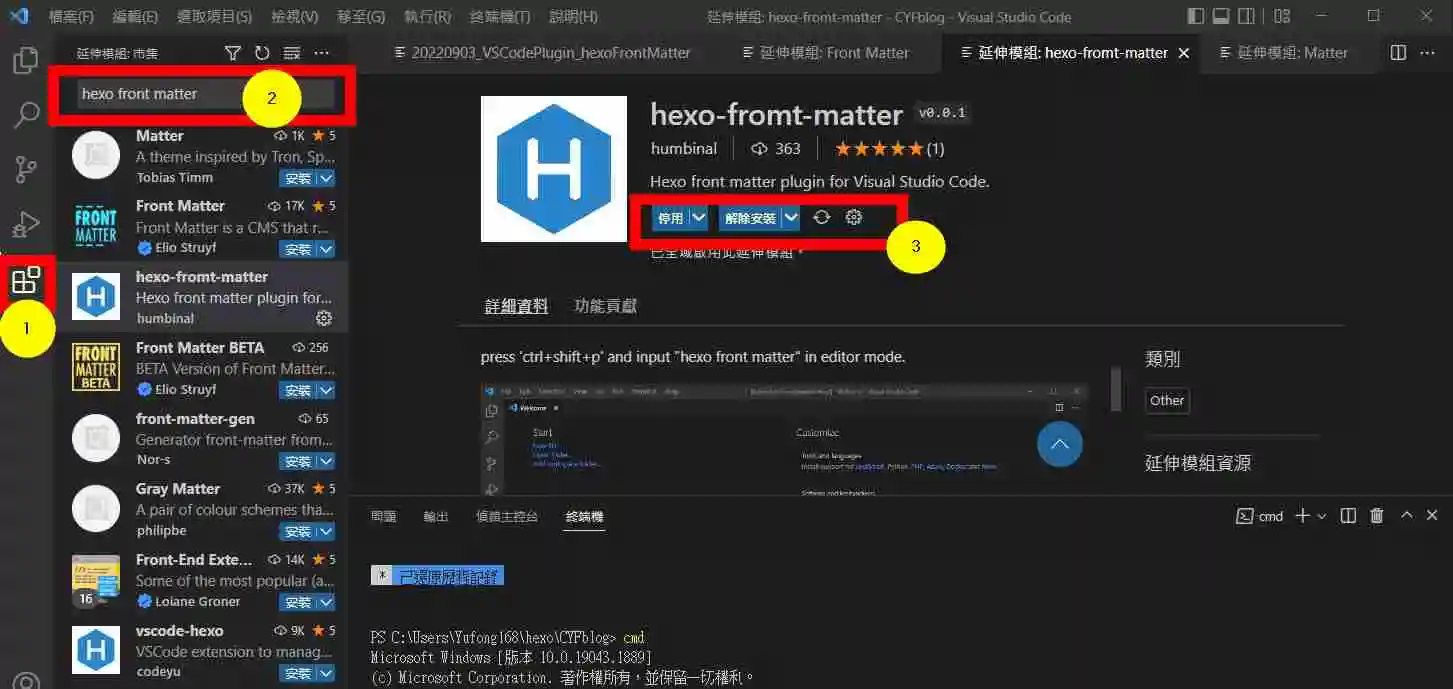 檔案(F) 編輯(E) 選取項目(S) 檢視(V) 移至(G) 執行(R) 終端機(T) 說明(H) 延伸模組: hexo-fromt-matter - CYFblog - Visual Studio Code
延伸模組: 市集
20220903_VSCodePlugin_hexoFrontMatter 延伸模組: Front Matter 延伸模組: hexo-fromt-matter 延伸模組: Matter
1
hexo front matter
2
Matter 1K ★ 5
A theme inspired by Tron, Sp...
Tobias Timm 安裝
FRONT MATTER
Front Matter 17K ★ 5
Front Matter is a CMS that r...
Elio Struyf 安裝
H
hexo-fromt-matter
Hexo front matter plugin for...
humbinal
FRONT MATTER BETA
Front Matter BETA 256
BETA Version of Front Matter...
Elio Struyf 安裝
front-matter-gen 65
Generator front-matter from...
Nor-s 安裝
Gray Matter 37K ★ 5
A pair of colour schemes tha...
philipbe 安裝
16
Front-End Exte... 14K ★ 5
Some of the most popular (a...
Loiane Groner 安裝
H
vscode-hexo 9K ★ 5
VSCode extension to manag...
codeyu 安裝
H
hexo-fromt-matter v0.0.1
humbinal 363 ★★★★★(1)
Hexo front matter plugin for Visual Studio Code.
停用 解除安裝
3
已全域啟用此延伸模組。
詳細資料 功能貢獻
press 'ctrl+shift+p' and input "hexo front matter" in editor mode.
Welcome
Start Customize
Tools and languages
類別
Other
延伸模組資源
問題 輸出 偵錯主控台 終端機 cmd
* 已還原歷程記錄
PS C:\Users\Yufong168\hexo\CYFblog> cmd
Microsoft Windows [版本 10.0.19043.1889]
(c) Microsoft Corporation. 著作權所有，並保留一切權利。